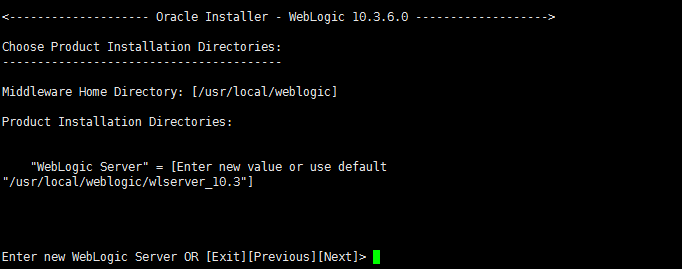 <-------------------- Oracle Installer - WebLogic 10.3.6.0 ------------------->
Choose Product Installation Directories:
----------------------------------------
Middleware Home Directory: [/usr/local/weblogic]
Product Installation Directories:
"WebLogic Server" = [Enter new value or use default
"/usr/local/weblogic/wlserver_10.3"]
Enter new WebLogic Server OR [Exit][Previous][Next]>